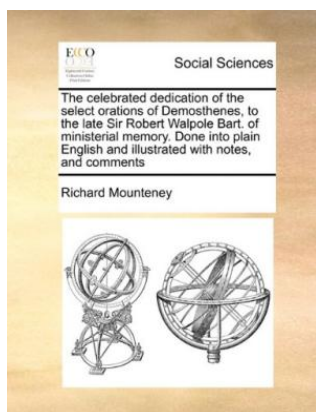 ECCO
Social Sciences
The celebrated dedication of the
select orations of Demosthenes, to
the late Sir Robert Walpole Bart. of
ministerial memory. Done into plain
English and illustrated with notes,
and comments
Richard Mounteney